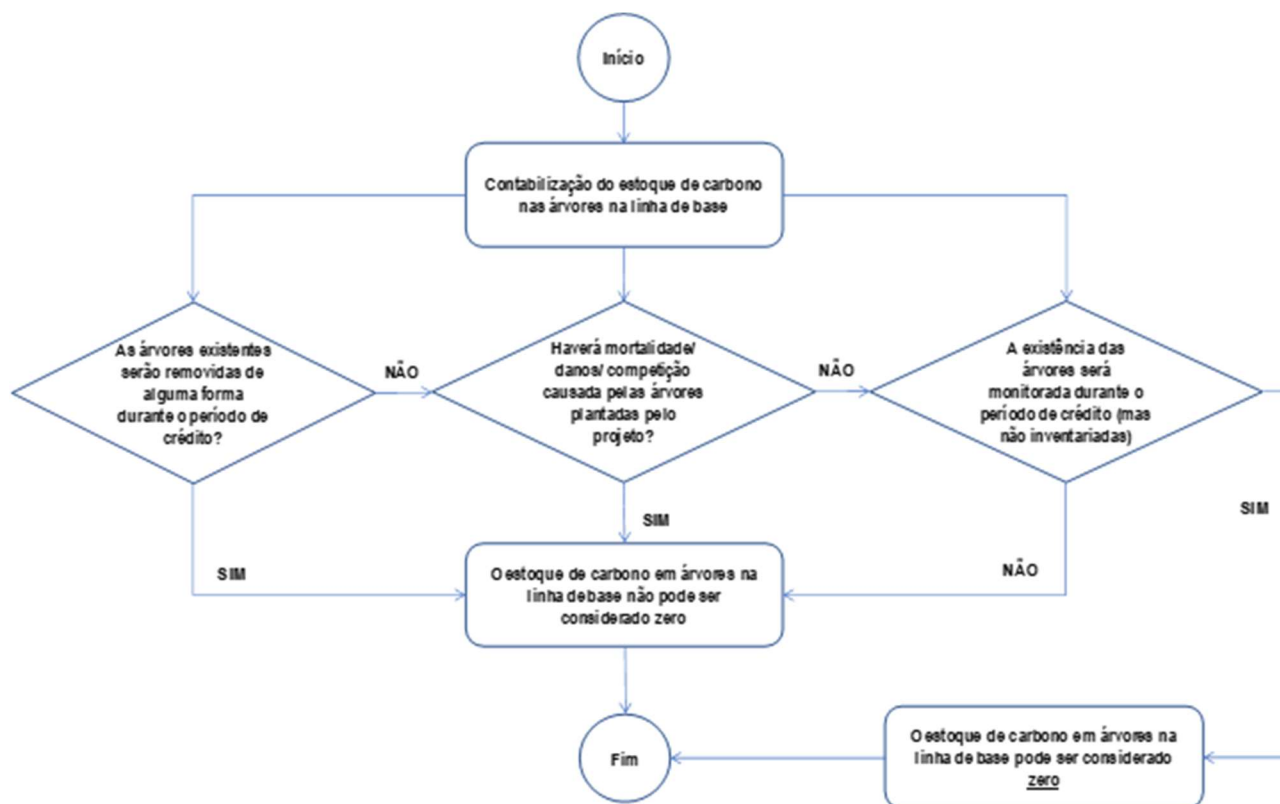 Início
Contabilização do estoque de carbono
nas árvores na linha de base
As árvores existentes
serão removidas de
alguma forma
durante o período de
crédito?
NÃO
Haverá mortalidade/
danos/ competição
causada pelas árvores
plantadas pelo
projeto?
NÃO
A existência das
árvores será
monitorada durante o
período de crédito (mas
não inventariadas)
SIM
SIM
SIM
NÃO
O estoque de carbono em árvores na
linha de base não pode ser
considerado zero
Fim
O estoque de carbono em árvores na
linha de base pode ser considerado
zero